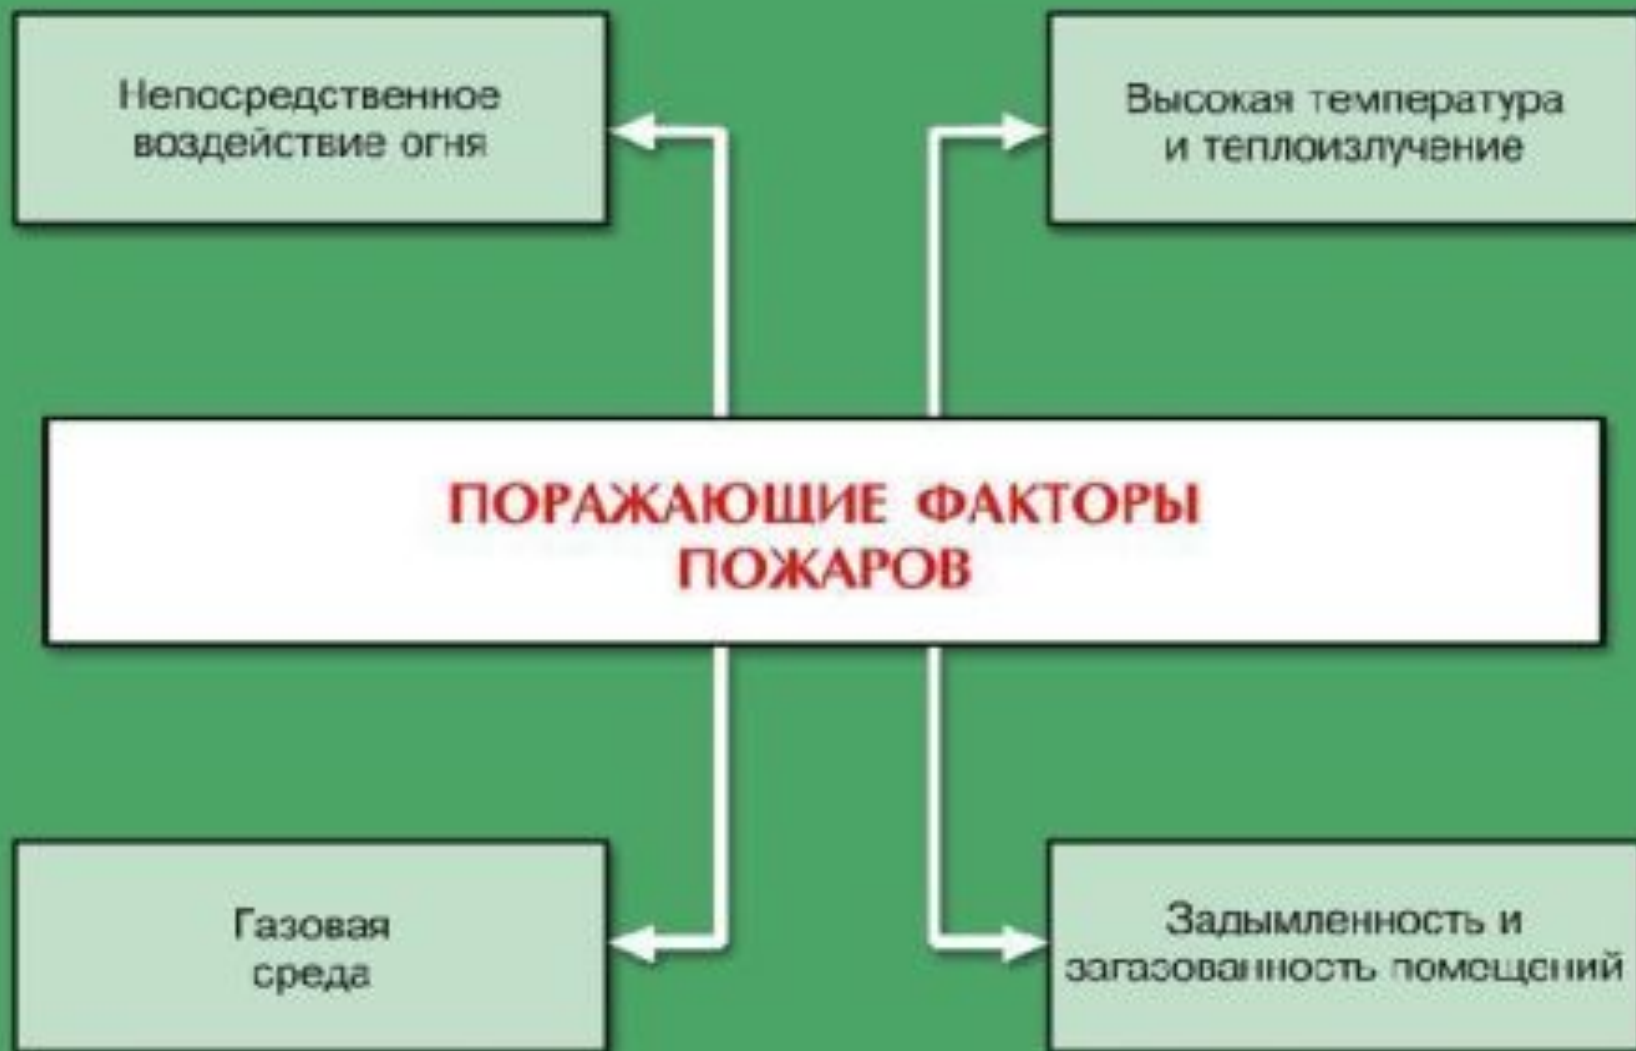 Непосредственное
воздействие огня
Высокая температура
и теплоизлучение
ПОРАЖАЮЩИЕ ФАКТОРЫ
ПОЖАРОВ
Газовая
среда
Задымленность и
загазованность помещений